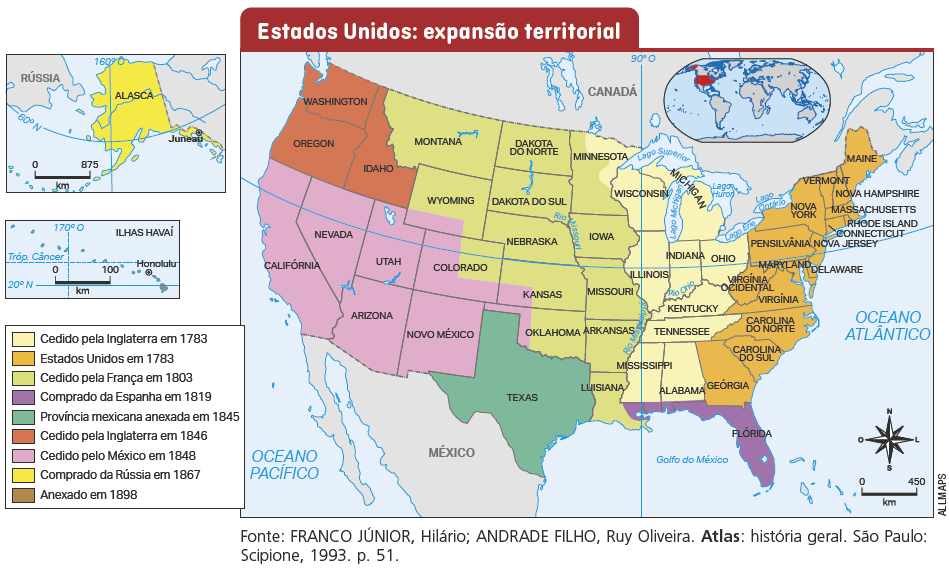 Estados Unidos: expansão territorial
160º O
RÚSSIA
ALASCA
60º N
Juneau
0 875
km
170º O
ILHAS HAVAÍ
Tróp. Câncer
Honolulu
0 100
20º N
km
Cedido pela Inglaterra em 1783
Estados Unidos em 1783
Cedido pela França em 1803
Comprado da Espanha em 1819
Província mexicana anexada em 1845
Cedido pela Inglaterra em 1846
Cedido pelo México em 1848
Comprado da Rússia em 1867
Anexado em 1898
90º O
CANADÁ
WASHINGTON
OREGON
IDAHO
MONTANA
DAKOTA
DO NORTE
MINNESOTA
Lago Superior
WISCONSIN
MICHIGAN
Lago Michigan
Lago
Huron
Lago
Ontário
Lago Erie
MAINE
VERMONT
NOVA HAMPSHIRE
NOVA
YORK
MASSACHUSETTS
RHODE ISLAND
CONNECTICUT
WYOMING
DAKOTA DO SUL
Rio Missouri
IOWA
NEBRASKA
NEVADA
UTAH
COLORADO
CALIFÓRNIA
ILLINOIS
INDIANA
OHIO
PENSILVÂNIA
NOVA JERSEY
MARYLAND
DELAWARE
VIRGÍNIA
OCIDENTAL
VIRGÍNIA
KANSAS
MISSOURI
Rio Ohio
KENTUCKY
ARIZONA
NOVO MÉXICO
OKLAHOMA
ARKANSAS
Rio Mississippi
TENNESSEE
CAROLINA
DO NORTE
CAROLINA
DO SUL
MISSISSIPPI
ALABAMA
GEÓRGIA
TEXAS
LUISIANA
FLÓRIDA
MÉXICO
Golfo do México
OCEANO
PACÍFICO
OCEANO
ATLÂNTICO
N
O L
S
0 450
km
ALLMAPS
Fonte: FRANCO JÚNIOR, Hilário; ANDRADE FILHO, Ruy Oliveira. Atlas: história geral. São Paulo:
Scipione, 1993. p. 51.